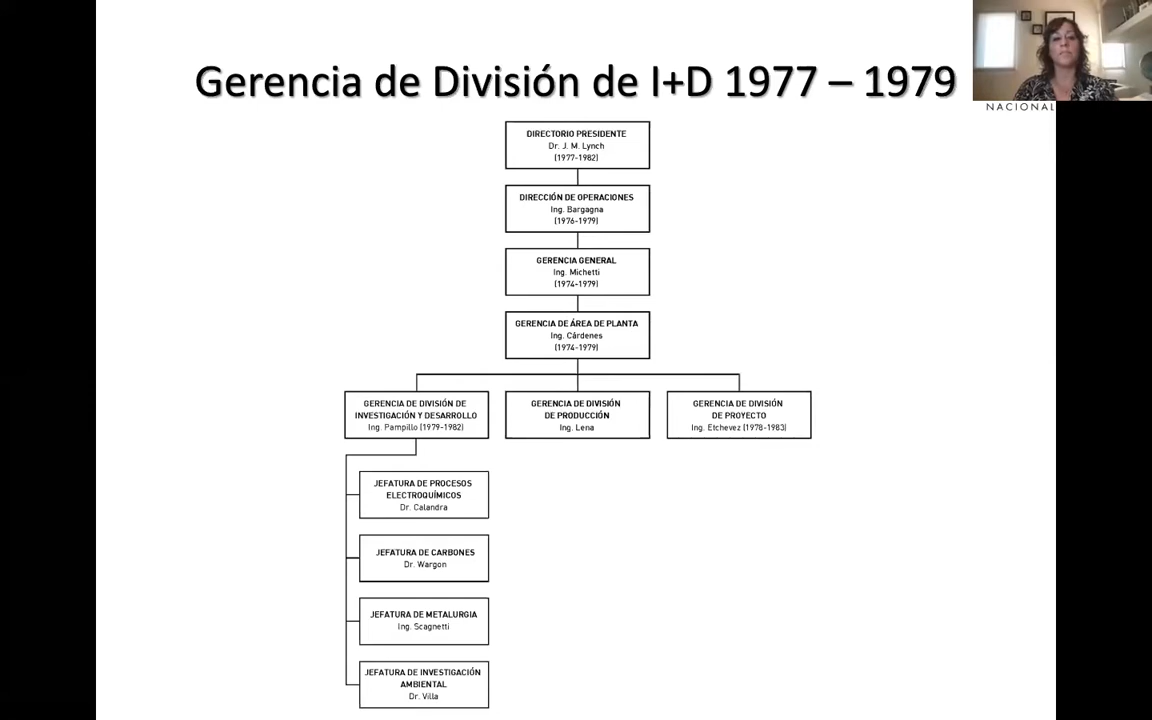 Gerencia de División de I+D 1977 – 1979
NACIONAL
DIRECTORIO PRESIDENTE
Dr. J. M. Lynch
(1977-1982)
DIRECCIÓN DE OPERACIONES
Ing. Bargagna
(1976-1979)
GERENCIA GENERAL
Ing. Michetti
(1974-1979)
GERENCIA DE ÁREA DE PLANTA
Ing. Cárdenes
(1974-1979)
GERENCIA DE DIVISIÓN DE
INVESTIGACIÓN Y DESARROLLO
Ing. Pampillo (1979-1982)
GERENCIA DE DIVISIÓN
DE PRODUCCIÓN
Ing. Lena
GERENCIA DE DIVISIÓN
DE PROYECTO
Ing. Etchevez (1978-1983)
JEFATURA DE PROCESOS
ELECTROQUÍMICOS
Dr. Calandra
JEFATURA DE CARBONES
Dr. Wargon
JEFATURA DE METALURGIA
Ing. Scagnetti
JEFATURA DE INVESTIGACIÓN
AMBIENTAL
Dr. Villa